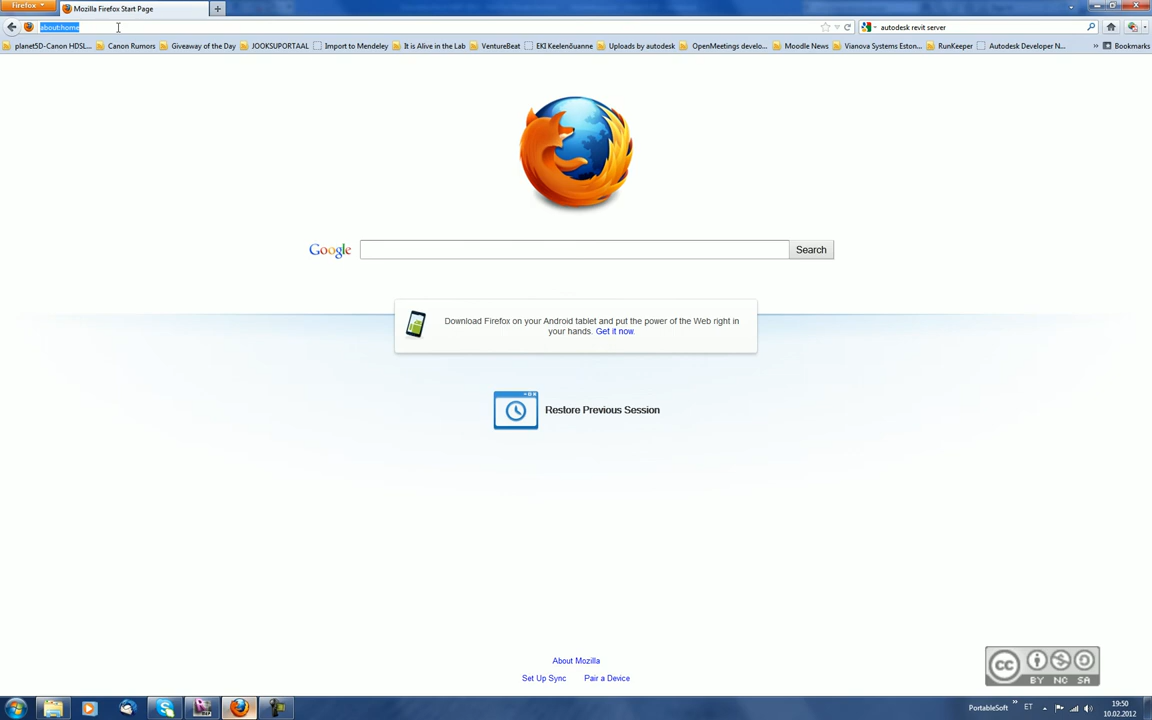 Firefox
Mozilla Firefox Start Page
about:home
autodesk revit server
planet5D-Canon HDSL...
Canon Rumors
Giveaway of the Day
JOOKSUPORTAAL
Import to Mendeley
It is Alive in the Lab
VentureBeat
EKI Keelenõuanne
Uploads by autodesk
OpenMeetings develo...
Moodle News
Vianova Systems Eston...
RunKeeper
Autodesk Developer N...
Bookmarks
Google
Search
Download Firefox on your Android tablet and put the power of the Web right in
your hands. Get it now.
Restore Previous Session
About Mozilla
Set Up Sync
Pair a Device
cc
BY NC SA
PortableSoft
ET
19:50
10.02.2012